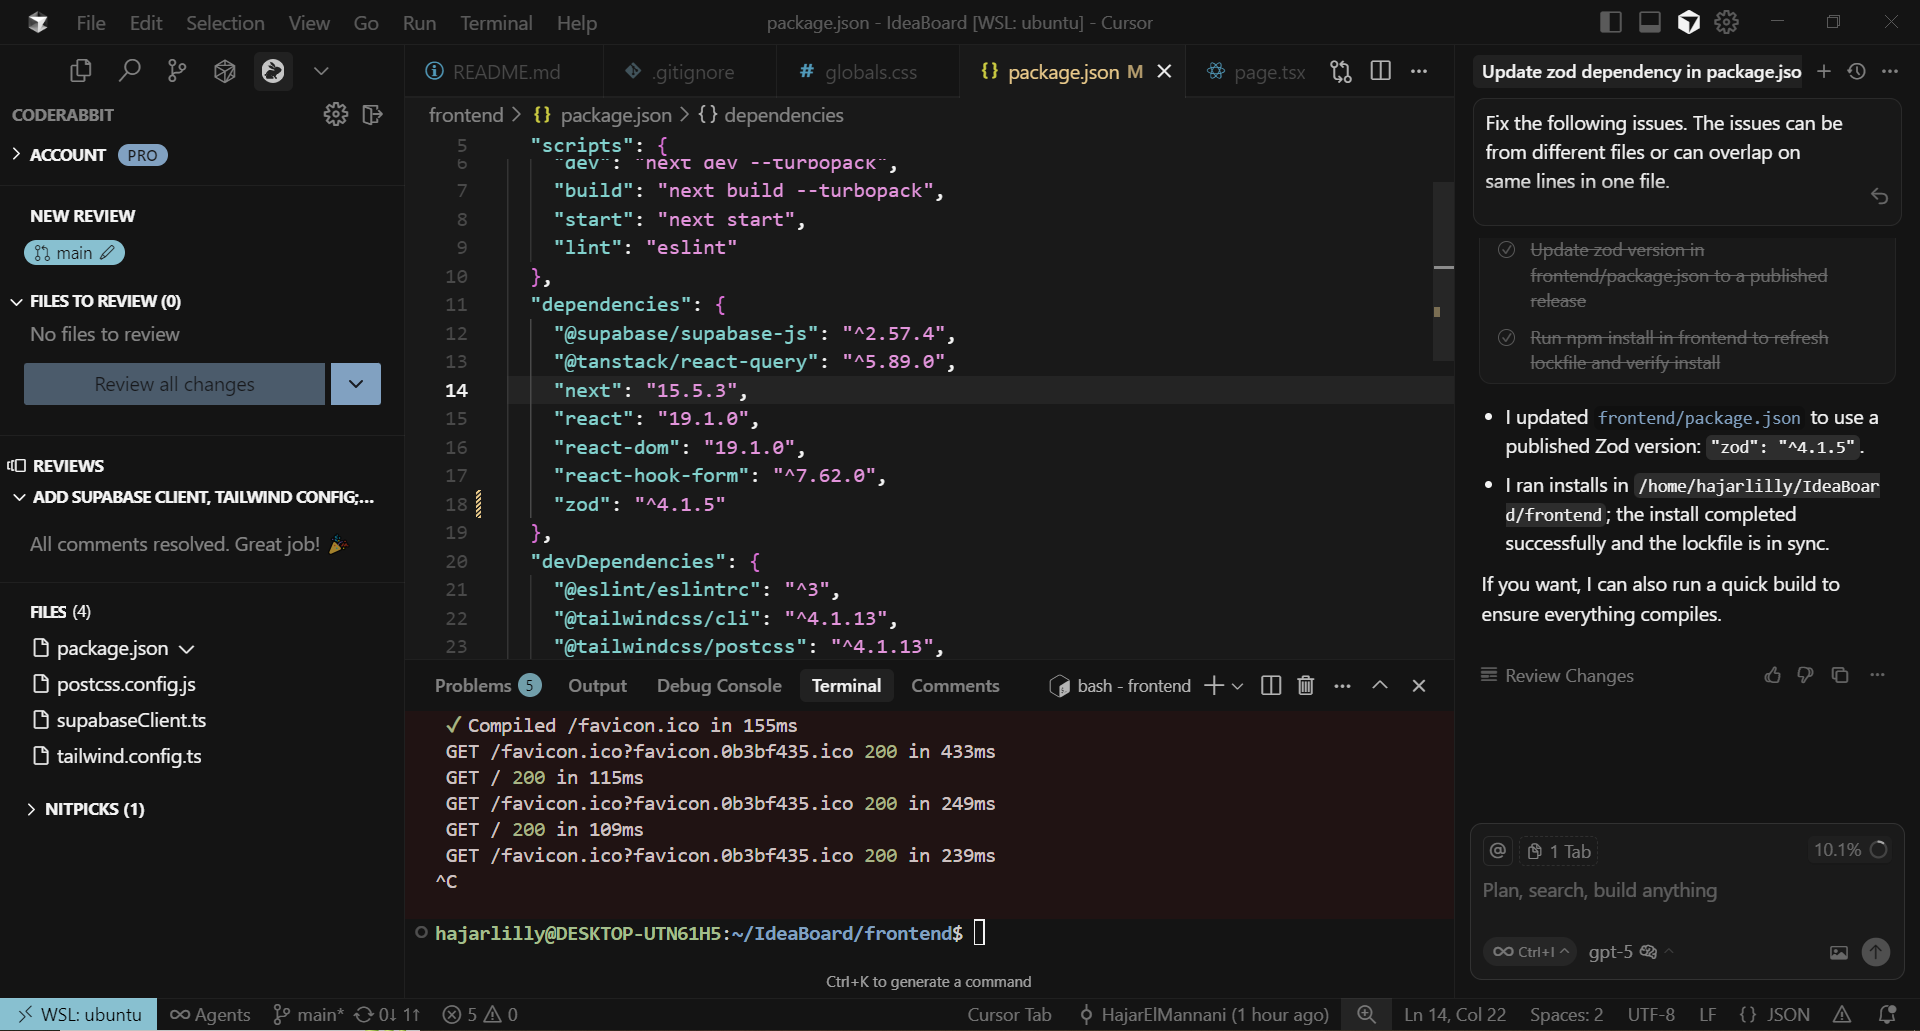 File Edit Selection View Go Run Terminal Help
package.json - IdeaBoard [WSL: ubuntu] - Cursor
CODERABBIT
ACCOUNT PRO
NEW REVIEW
main
FILES TO REVIEW (0)
No files to review
Review all changes
REVIEWS
ADD SUPABASE CLIENT, TAILWIND CONFIG;...
All comments resolved. Great job! 🎉
FILES (4)
package.json
postcss.config.js
supabaseClient.ts
tailwind.config.ts
NITPICKS (1)
README.md .gitignore # globals.css {} package.json M page.tsx
frontend > {} package.json > {} dependencies
5 "scripts": {
6 "dev": "next dev --turbopack",
7 "build": "next build --turbopack",
8 "start": "next start",
9 "lint": "eslint"
10 },
11 "dependencies": {
12 "@supabase/supabase-js": "^2.57.4",
13 "@tanstack/react-query": "^5.89.0",
14 "next": "15.5.3",
15 "react": "19.1.0",
16 "react-dom": "19.1.0",
17 "react-hook-form": "^7.62.0",
18 "zod": "^4.1.5"
19 },
20 "devDependencies": {
21 "@eslint/eslintrc": "^3",
22 "@tailwindcss/cli": "^4.1.13",
23 "@tailwindcss/postcss": "^4.1.13",
Problems 5 Output Debug Console Terminal Comments bash - frontend
✓ Compiled /favicon.ico in 155ms
GET /favicon.ico?favicon.0b3bf435.ico 200 in 433ms
GET / 200 in 115ms
GET /favicon.ico?favicon.0b3bf435.ico 200 in 249ms
GET / 200 in 109ms
GET /favicon.ico?favicon.0b3bf435.ico 200 in 239ms
^C
hajarlilly@DESKTOP-UTN61H5:~/IdeaBoard/frontend$
Ctrl+K to generate a command
Update zod dependency in package.jso
Fix the following issues. The issues can be
from different files or can overlap on
same lines in one file.
Update zod version in
frontend/package.json to a published
release
Run npm install in frontend to refresh
lockfile and verify install
• I updated frontend/package.json to use a
published Zod version: "zod": "^4.1.5".
• I ran installs in /home/hajarlilly/IdeaBoar
d/frontend; the install completed
successfully and the lockfile is in sync.
If you want, I can also run a quick build to
ensure everything compiles.
Review Changes
@ 1 Tab 10.1%
Plan, search, build anything
∞ Ctrl+I gpt-5
WSL: ubuntu ∞ Agents main* 0↓ 1↑ 5 0 Cursor Tab HajarElMannani (1 hour ago) Ln 14, Col 22 Spaces: 2 UTF-8 LF {} JSON